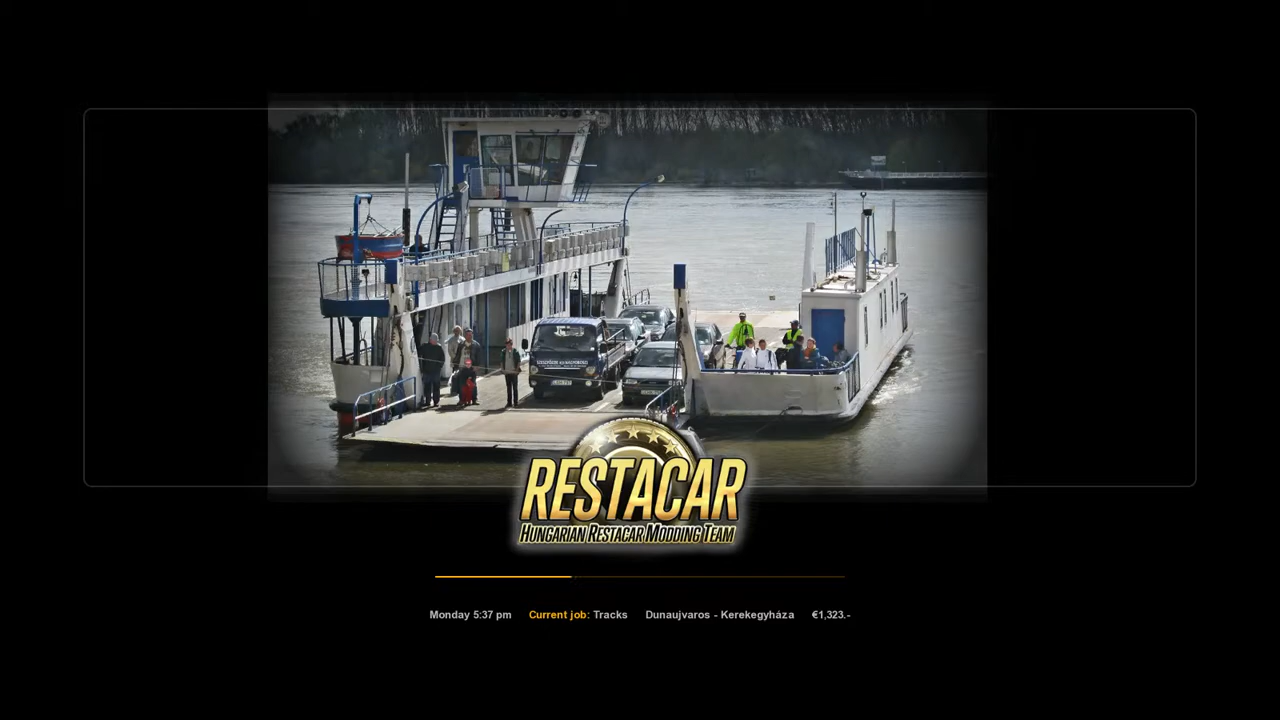 RESTACAR
HUNGARIAN RESTACAR MODDING TEAM
Monday 5:37 pm Current job: Tracks Dunaujvaros - Kerekegyháza €1,323.-